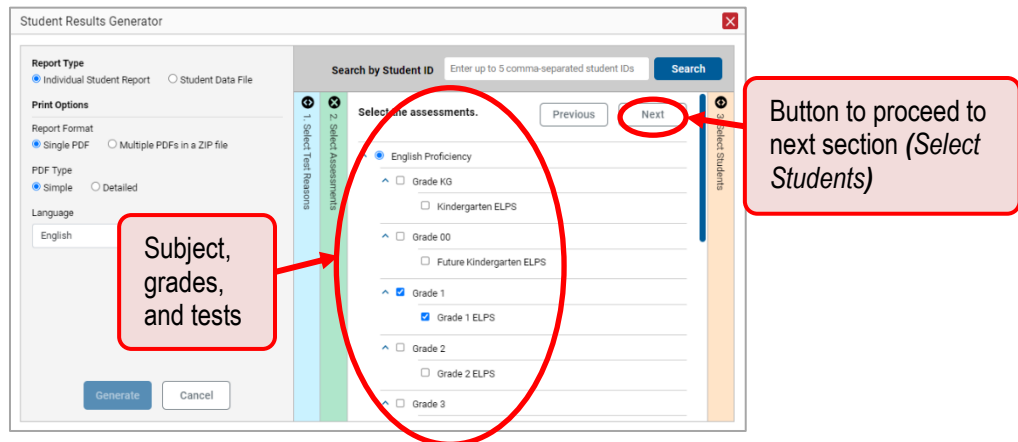 Student Results Generator
Report Type
Individual Student Report
Student Data File
Print Options
Report Format
Single PDF
Multiple PDFs in a ZIP file
PDF Type
Simple
Detailed
Language
English
Generate
Cancel
Search by Student ID
Enter up to 5 comma-separated student IDs
Search
1. Select Test Reasons
2. Select Assessments
Select the assessments.
Previous
Next
English Proficiency
Grade KG
Kindergarten ELPS
Grade 00
Future Kindergarten ELPS
Grade 1
Grade 1 ELPS
Grade 2
Grade 2 ELPS
Grade 3
3. Select Students
Subject,
grades,
and tests
Button to proceed to
next section (Select
Students)